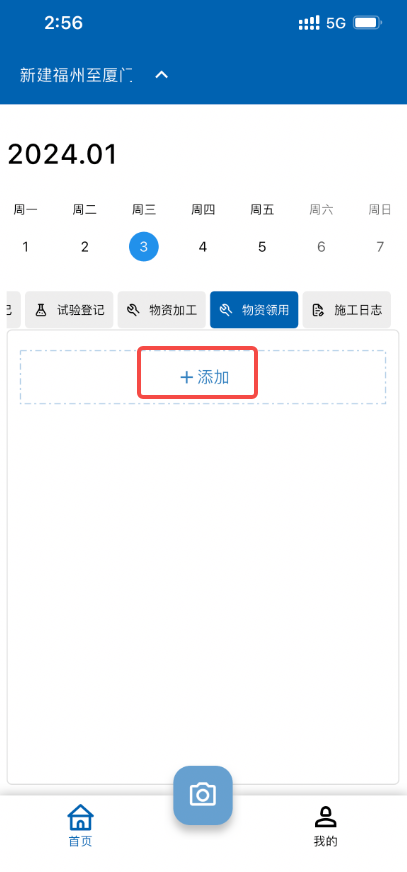 2:56
5G
新建福州至厦门
2024.01
周一 周二 周三 周四 周五 周六 周日
1 2 3 4 5 6 7
试验登记 物资加工 物资领用 施工日志
+添加
首页
我的